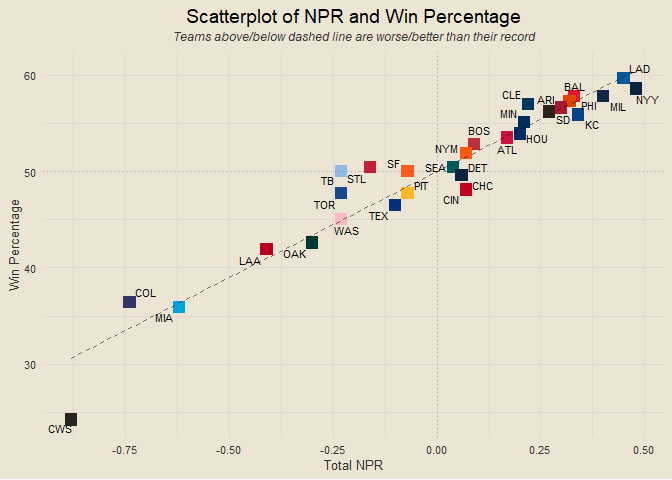 Scatterplot of NPR and Win Percentage
Teams above/below dashed line are worse/better than their record
Win Percentage
60
50
40
30
LAD
BAL
NYY
CLE
ARI
PHI
MIL
MIN
SD
KC
BOS
HOU
NYM
ATL
SF
SEA
DET
TB
STL
PIT
CHC
CIN
TOR
TEX
WAS
OAK
LAA
COL
MIA
CWS
-0.75
-0.50
-0.25
0.00
0.25
0.50
Total NPR